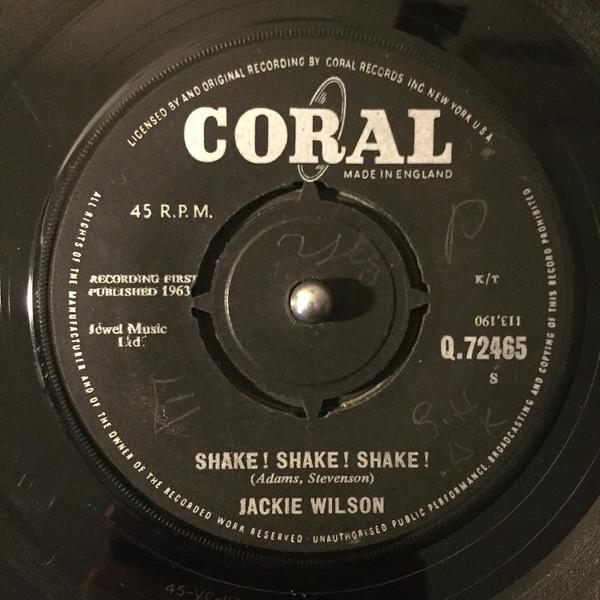 LICENSED BY AND ORIGINAL RECORDING BY CORAL RECORDS INC NEW YORK U S A
CORAL
MADE IN ENGLAND
45 R.P.M.
RECORDING FIRST
PUBLISHED 1963
K/T
113,190
Jewel Music
Ltd.
Q.72465
S
SHAKE! SHAKE! SHAKE!
(Adams, Stevenson)
JACKIE WILSON
ALL RIGHTS OF THE MANUFACTURER AND OF THE OWNER OF THE RECORDED WORK RESERVED · UNAUTHORISED PUBLIC PERFORMANCE, BROADCASTING AND COPYING OF THIS RECORD PROHIBITED